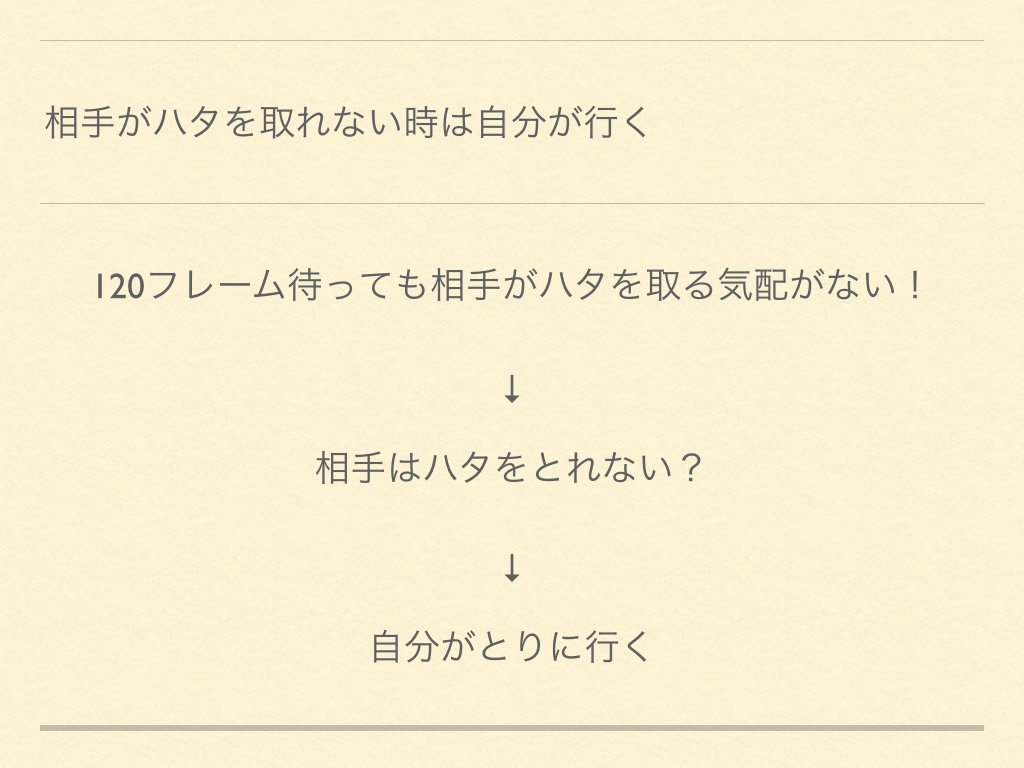 相手がハタを取れない時は自分が行く
120フレーム待っても相手がハタを取る気配がない！
↓
相手はハタをとれない？
↓
自分がとりに行く